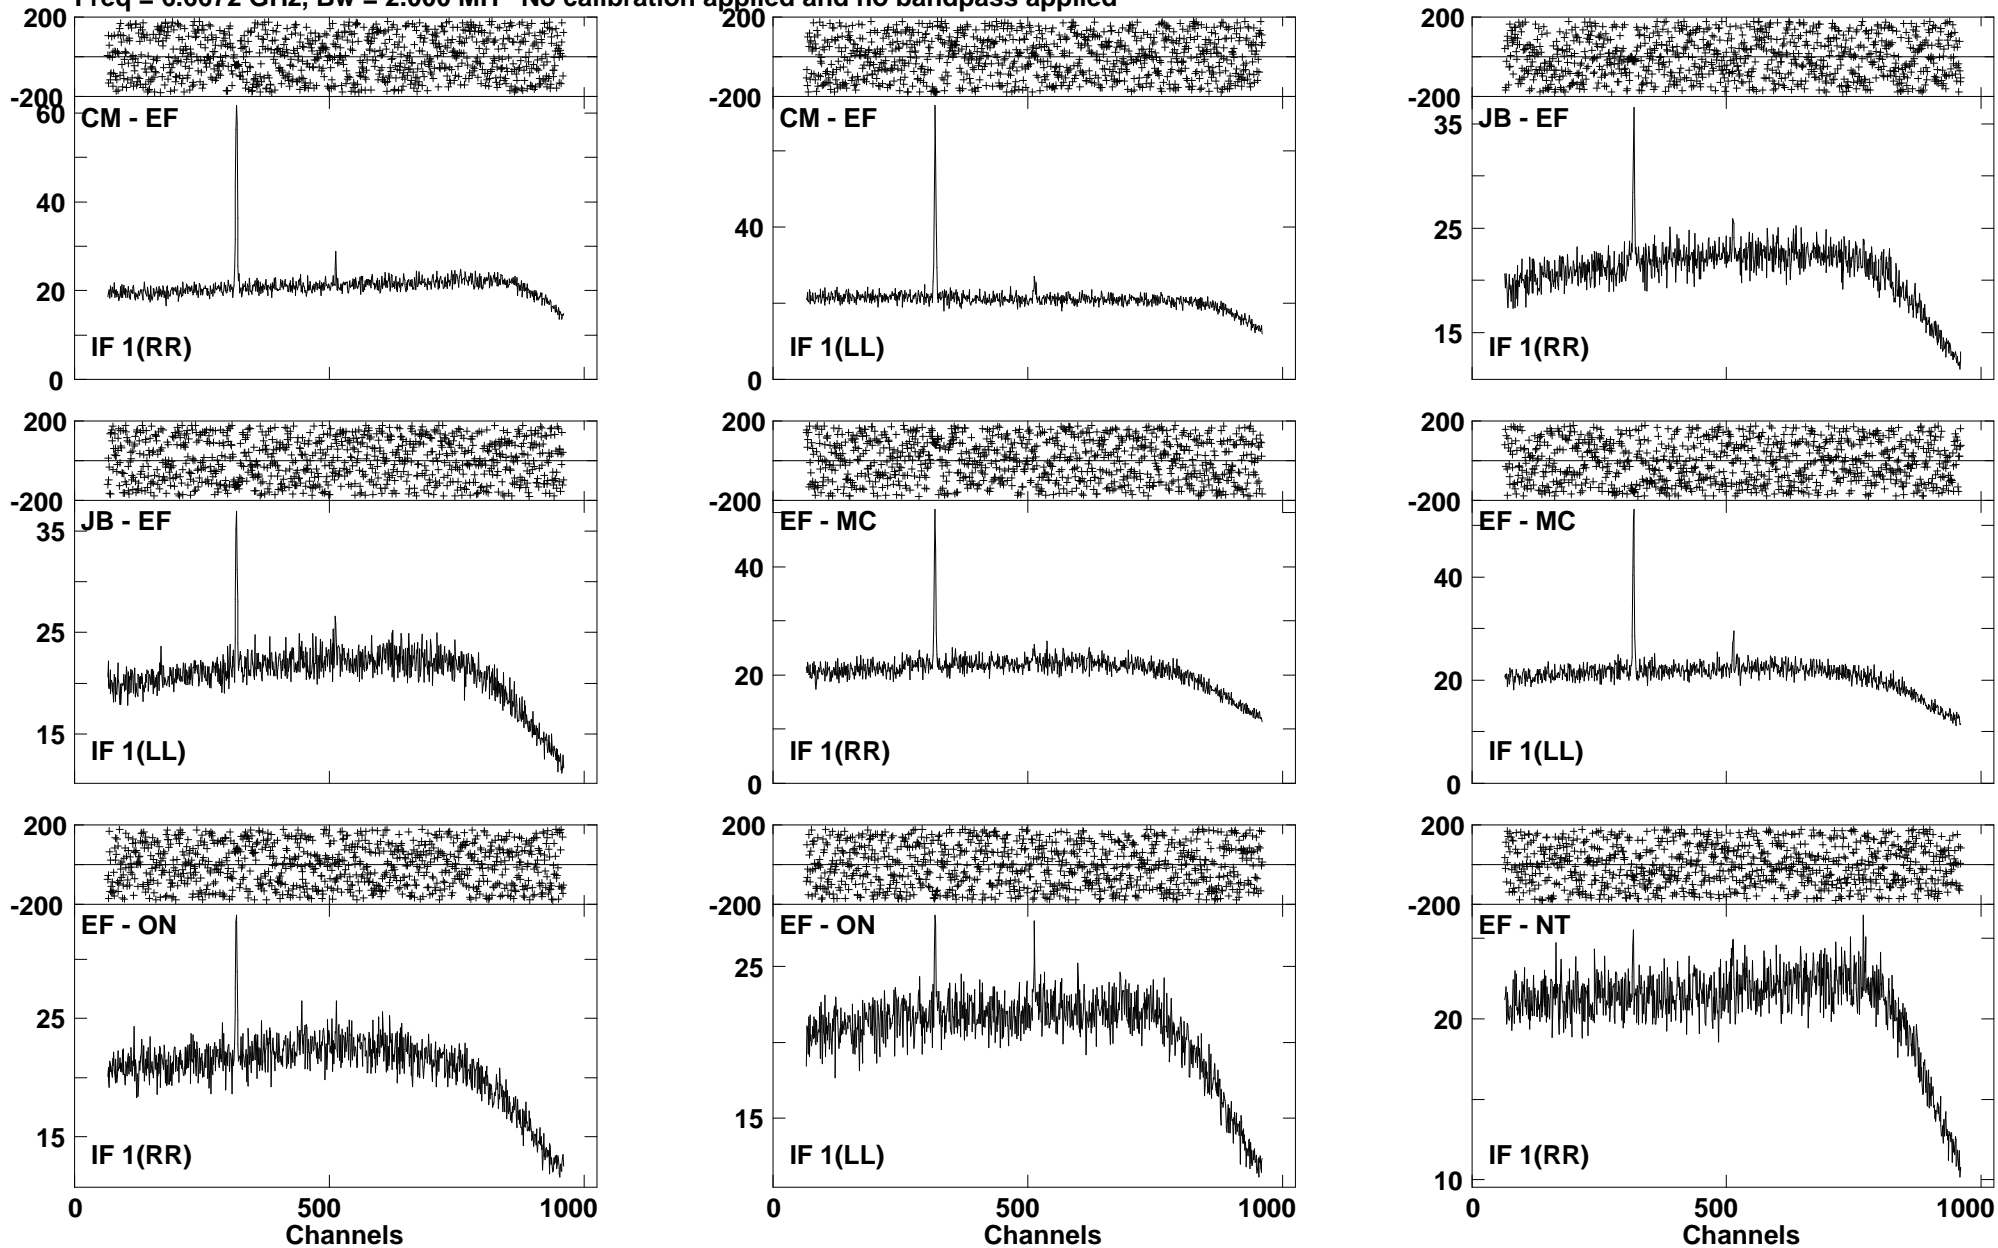 Freq = 6.6672 GHz, Bw = 2.000 MH No calibration applied and no bandpass applied
200
-200
60
40
20
0
CM - EF
IF 1(RR)
200
-200
40
0
CM - EF
IF 1(LL)
200
-200
35
25
15
JB - EF
IF 1(RR)
200
-200
35
25
15
JB - EF
IF 1(LL)
200
-200
40
20
0
EF - MC
IF 1(RR)
200
-200
40
20
0
EF - MC
IF 1(LL)
200
-200
25
15
EF - ON
IF 1(RR)
0 500 1000
Channels
200
-200
25
15
EF - ON
IF 1(LL)
0 500 1000
Channels
200
-200
20
10
EF - NT
IF 1(RR)
0 500 1000
Channels